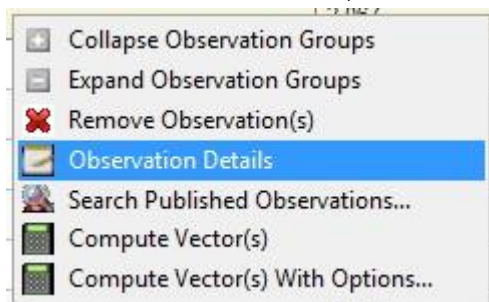 Collapse Observation Groups
Expand Observation Groups
Remove Observation(s)
Observation Details
Search Published Observations...
Compute Vector(s)
Compute Vector(s) With Options...